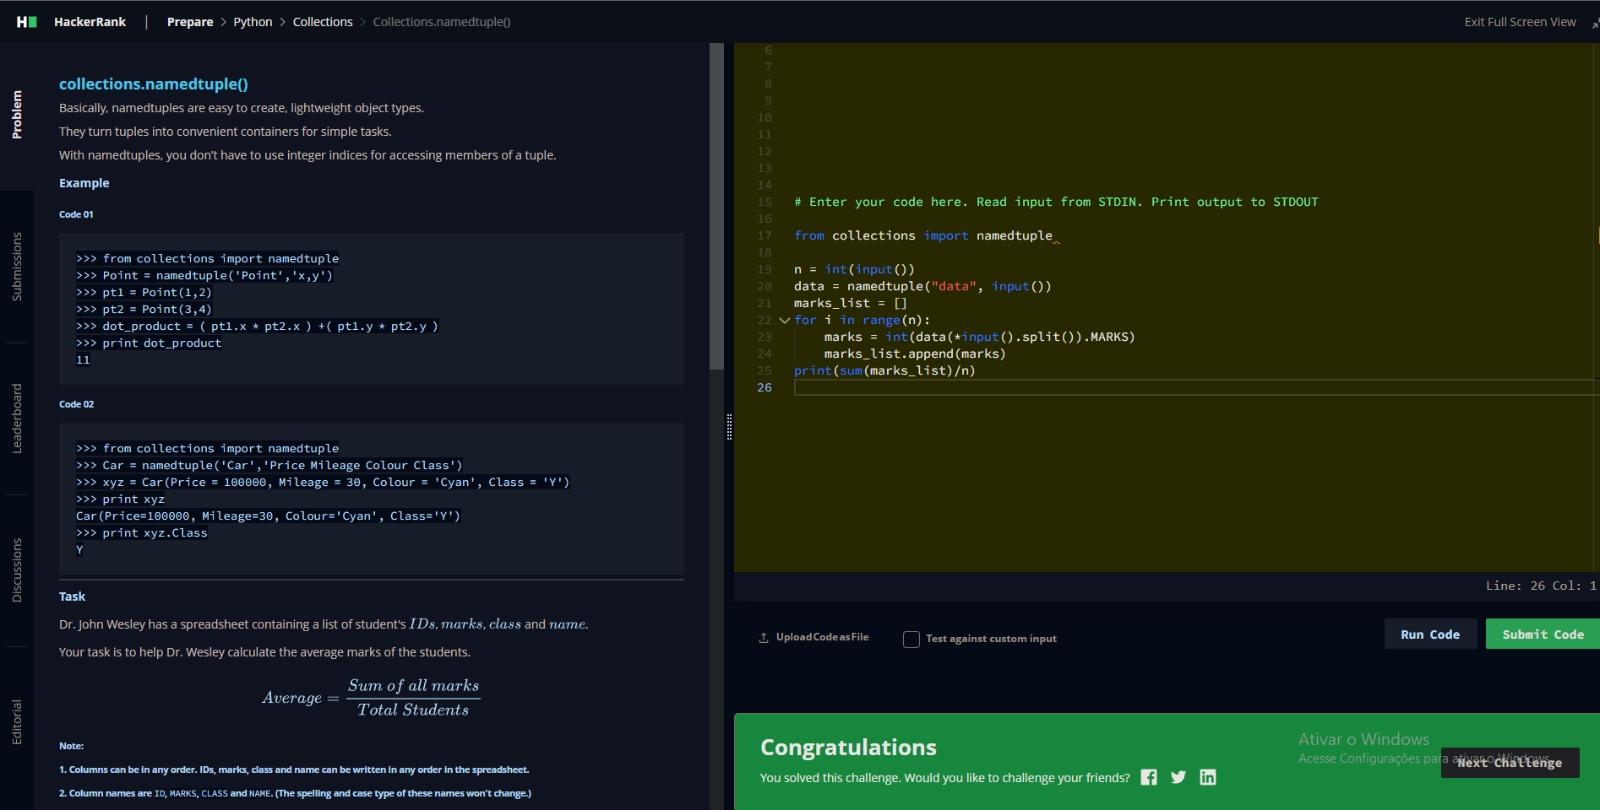 H HackerRank | Prepare > Python > Collections > Collections.namedtuple() Exit Full Screen View
Problem
Submissions
Leaderboard
Discussions
Editorial
collections.namedtuple()
Basically, namedtuples are easy to create, lightweight object types.
They turn tuples into convenient containers for simple tasks.
With namedtuples, you don't have to use integer indices for accessing members of a tuple.
Example
Code 01
>>> from collections import namedtuple
>>> Point = namedtuple('Point','x,y')
>>> pt1 = Point(1,2)
>>> pt2 = Point(3,4)
>>> dot_product = ( pt1.x * pt2.x ) +( pt1.y * pt2.y )
>>> print dot_product
11
Code 02
>>> from collections import namedtuple
>>> Car = namedtuple('Car','Price Mileage Colour Class')
>>> xyz = Car(Price = 100000, Mileage = 30, Colour = 'Cyan', Class = 'Y')
>>> print xyz
Car(Price=100000, Mileage=30, Colour='Cyan', Class='Y')
>>> print xyz.Class
Y
Task
Dr. John Wesley has a spreadsheet containing a list of student's IDs, marks, class and name.
Your task is to help Dr. Wesley calculate the average marks of the students.
Average = Sum of all marks
Total Students
Note:
1. Columns can be in any order. IDs, marks, class and name can be written in any order in the spreadsheet.
2. Column names are ID, MARKS, CLASS and NAME. (The spelling and case type of these names won't change.)
6
7
8
9
10
11
12
13
14
15 # Enter your code here. Read input from STDIN. Print output to STDOUT
16
17 from collections import namedtuple
18
19 n = int(input())
20 data = namedtuple("data", input())
21 marks_list = []
22 for i in range(n):
23 marks = int(data(*input().split()).MARKS)
24 marks_list.append(marks)
25 print(sum(marks_list)/n)
26
Line: 26 Col: 1
Upload Code as File Test against custom input Run Code Submit Code
Congratulations
You solved this challenge. Would you like to challenge your friends?
Ativar o Windows
Acesse Configurações para ativar o Windows.
Next Challenge